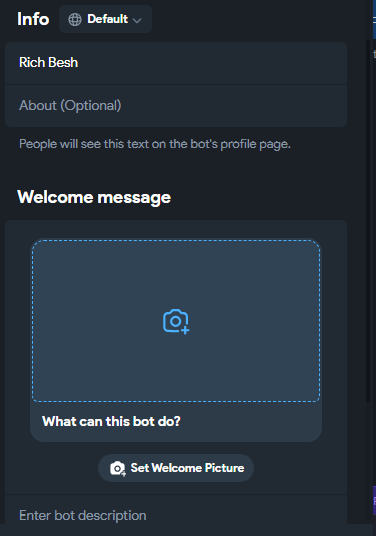 Info
Default
Rich Besh
About (Optional)
People will see this text on the bot's profile page.
Welcome message
What can this bot do?
Set Welcome Picture
Enter bot description